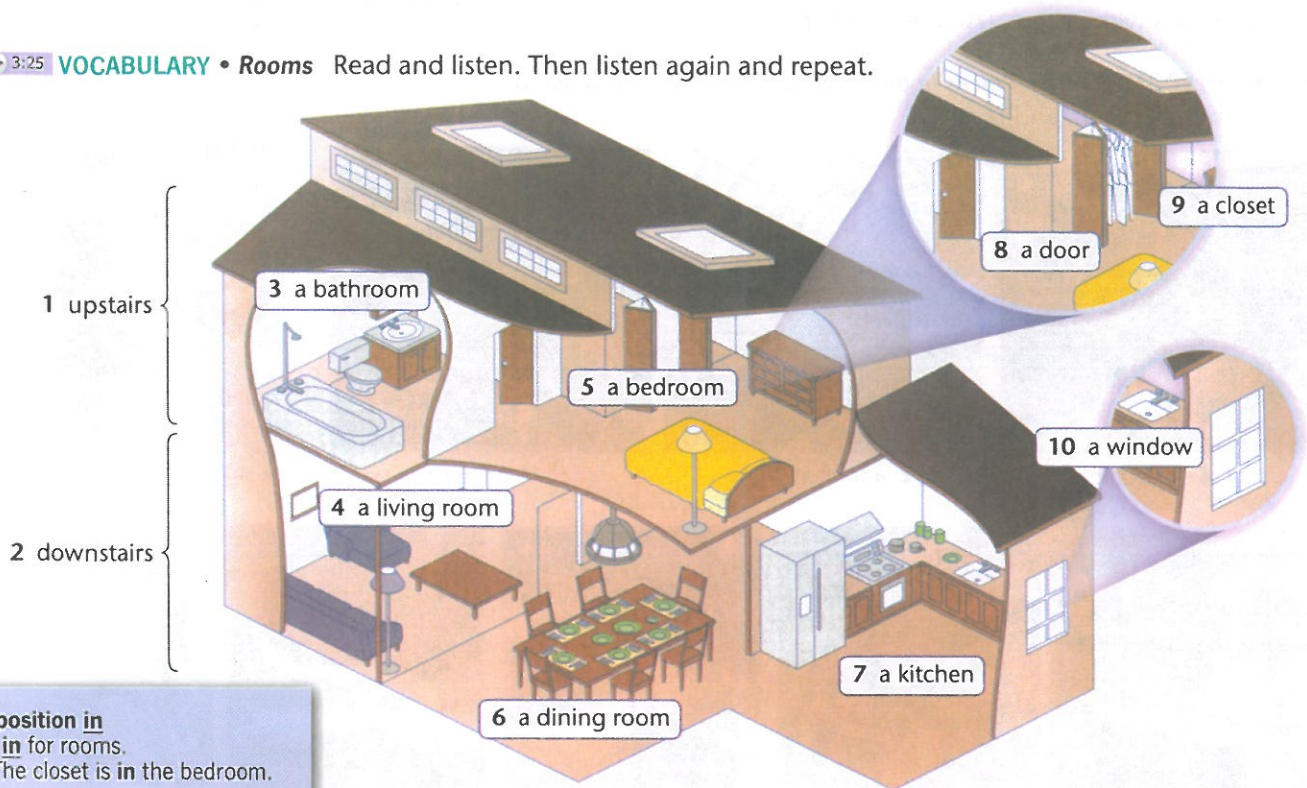 3:25 VOCABULARY • Rooms Read and listen. Then listen again and repeat.
1 upstairs
2 downstairs
3 a bathroom
4 a living room
5 a bedroom
6 a dining room
7 a kitchen
8 a door
9 a closet
10 a window
position in
in for rooms.
The closet is in the bedroom.